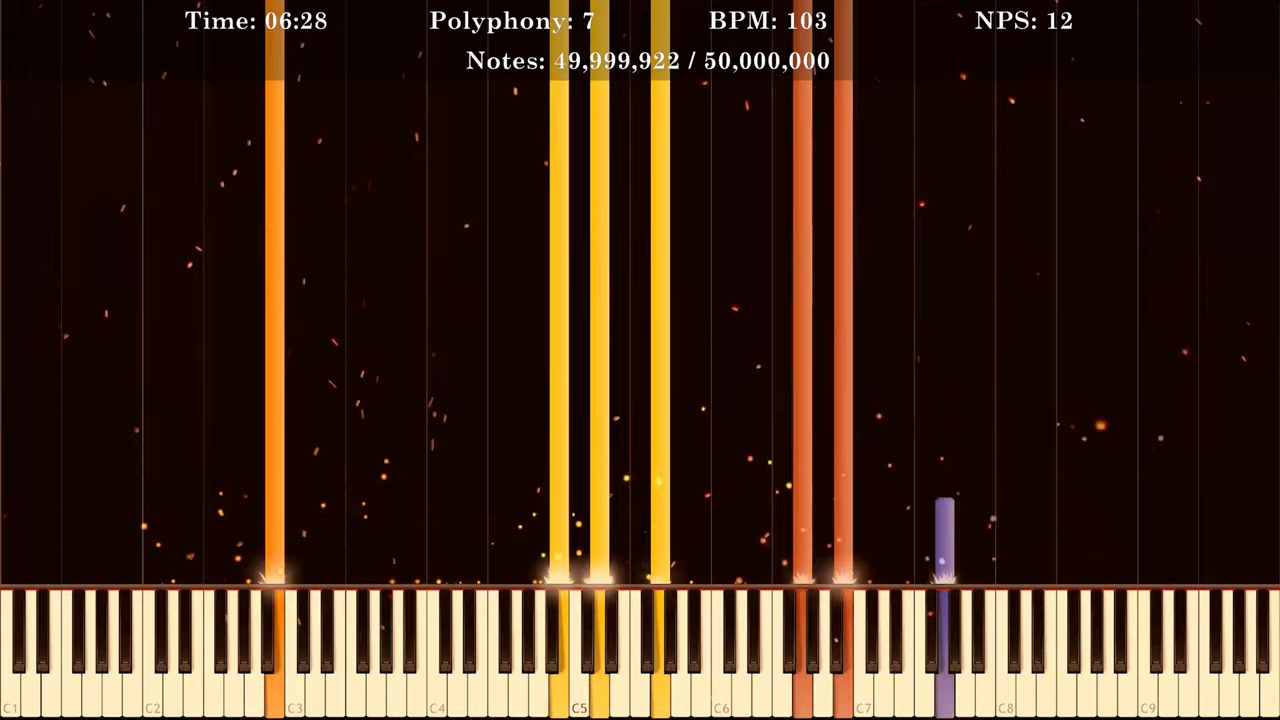 Time: 06:28 Polyphony: 7 BPM: 103 NPS: 12
Notes: 49,999,922 / 50,000,000
C1 C2 C3 C4 C5 C6 C7 C8 C9